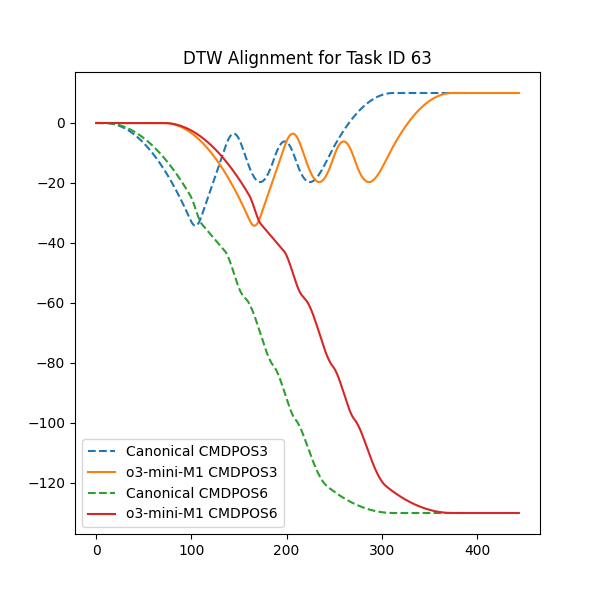 DTW Alignment for Task ID 63
0
−20
−40
−60
−80
−100
−120
Canonical CMDPOS3
o3-mini-M1 CMDPOS3
Canonical CMDPOS6
o3-mini-M1 CMDPOS6
0 100 200 300 400